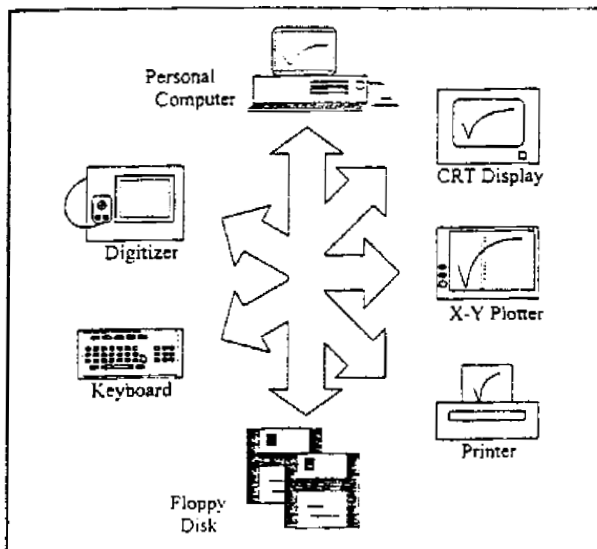 Personal
Computer
CRT Display
Digitizer
X-Y Plotter
Keyboard
Printer
Floppy
Disk